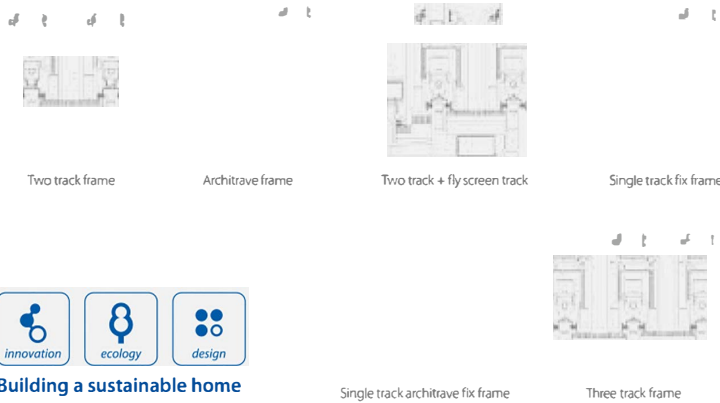 Two track frame
Architrave frame
Two track + fly screen track
Single track fix frame
innovation
ecology
design
Building a sustainable home
Single track architrave fix frame
Three track frame